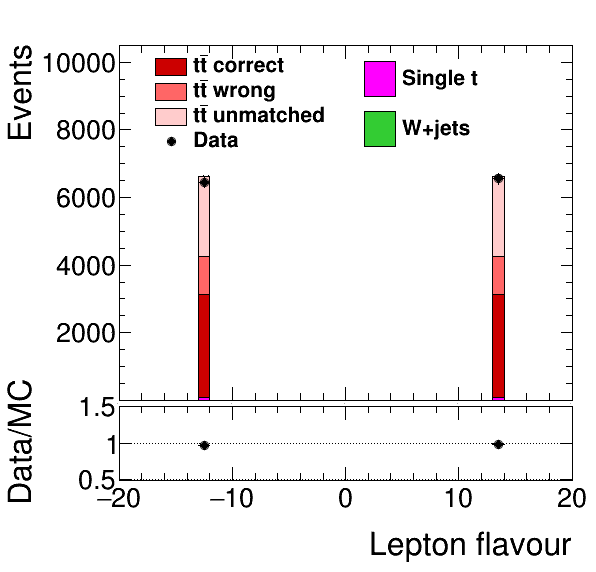 Events
10000
8000
6000
4000
2000
tt̅ correct
tt̅ wrong
tt̅ unmatched
Data
Single t
W+jets
Data/MC
1.5
1
0.5
−20
−10
0
10
20
Lepton flavour